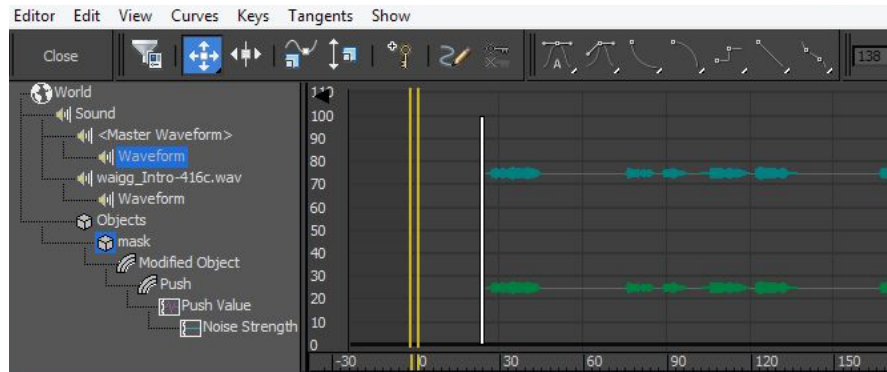 Editor Edit View Curves Keys Tangents Show
Close
138
World
Sound
<Master Waveform>
Waveform
waigg_Intro-416c.wav
Waveform
Objects
mask
Modified Object
Push
Push Value
Noise Strength
110
100
90
80
70
60
50
40
30
20
10
0
-30 0 30 60 90 120 150